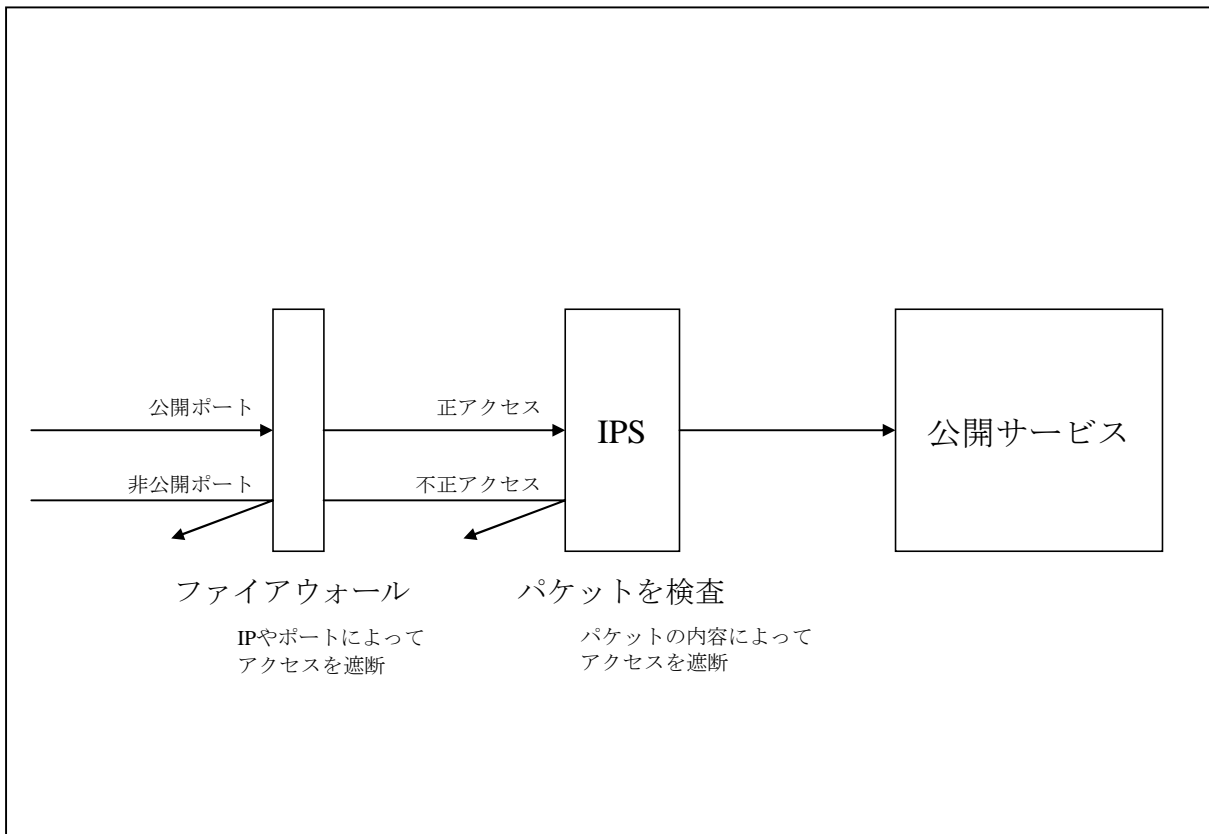 公開ポート
正アクセス
IPS
公開サービス
非公開ポート
不正アクセス
ファイアウォール
パケットを検査
IPやポートによって
アクセスを遮断
パケットの内容によって
アクセスを遮断